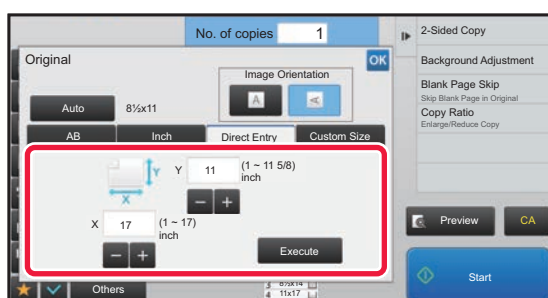 No. of copies 1
Original
OK
Image Orientation
A A
Auto 8½x11
AB Inch Direct Entry Custom Size
Y Y 11 (1 ~ 11 5/8)
inch
X
X 17 (1 ~ 17)
inch
Execute
Others
3 8½x14
4 11x17
2-Sided Copy
Background Adjustment
Blank Page Skip
Skip Blank Page in Original
Copy Ratio
Enlarge/Reduce Copy
Preview CA
Start